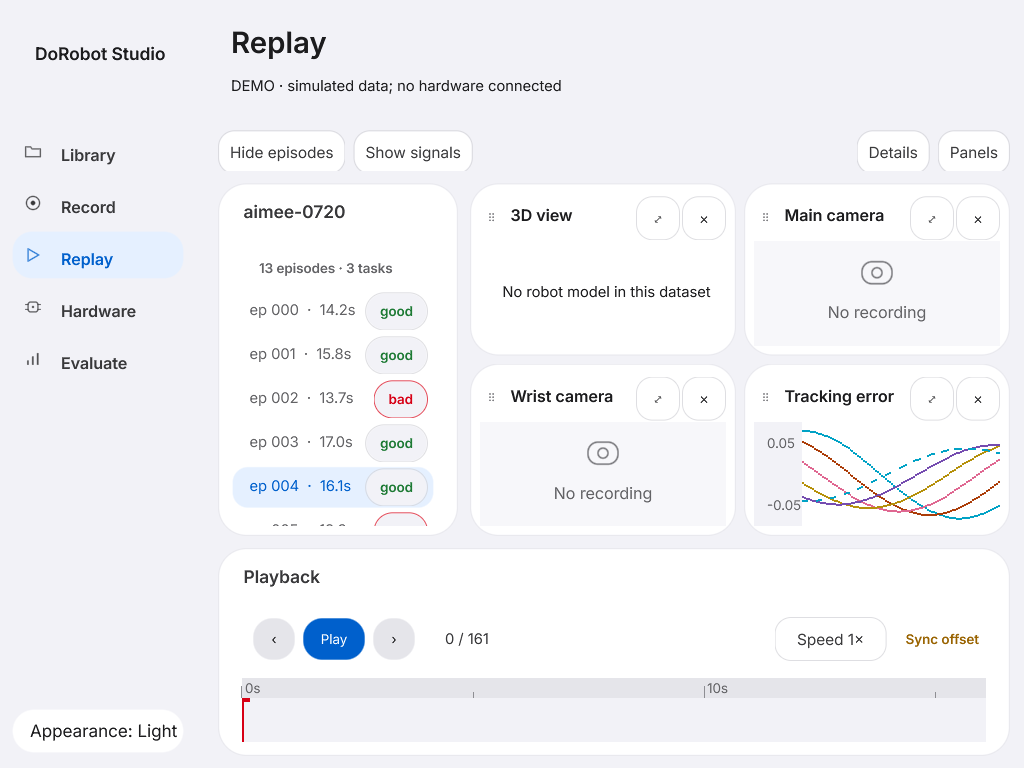 DoRobot Studio
Library
Record
Replay
Hardware
Evaluate
Appearance: Light
Replay
DEMO · simulated data; no hardware connected
Hide episodes
Show signals
Details
Panels
aimee-0720
13 episodes · 3 tasks
ep 000 · 14.2s good
ep 001 · 15.8s good
ep 002 · 13.7s bad
ep 003 · 17.0s good
ep 004 · 16.1s good
3D view
No robot model in this dataset
Main camera
No recording
Wrist camera
No recording
Tracking error
0.05
-0.05
Playback
‹ Play › 0 / 161
Speed 1×
Sync offset
0s 10s